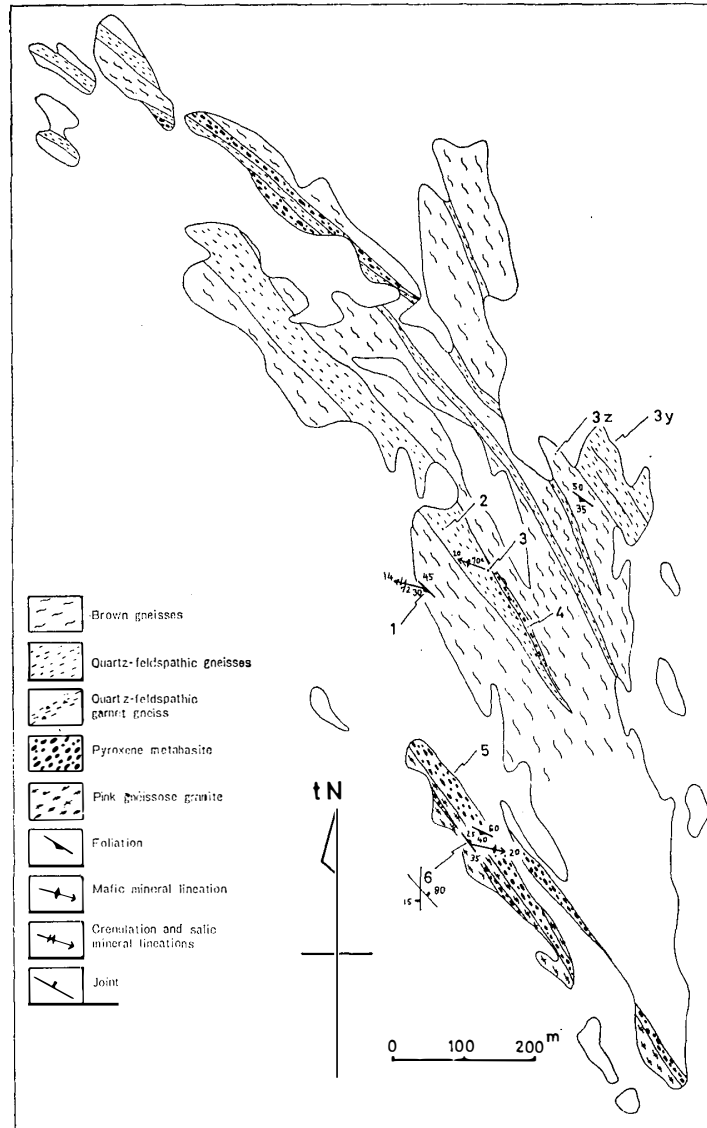 3z
3y
50
35
2
20
70°
3
14
45
12
30
1
4
Brown gneisses
Quartz-feldspathic gneisses
Quartz-feldspathic
garnet gneiss
Pyroxene metabasite
Pink gneissose granite
Foliation
Mafic mineral lineation
Crenulation and salic
mineral lineations
Joint
tN
5
60
25
40
20
35
6
80
15
0 100 200 m